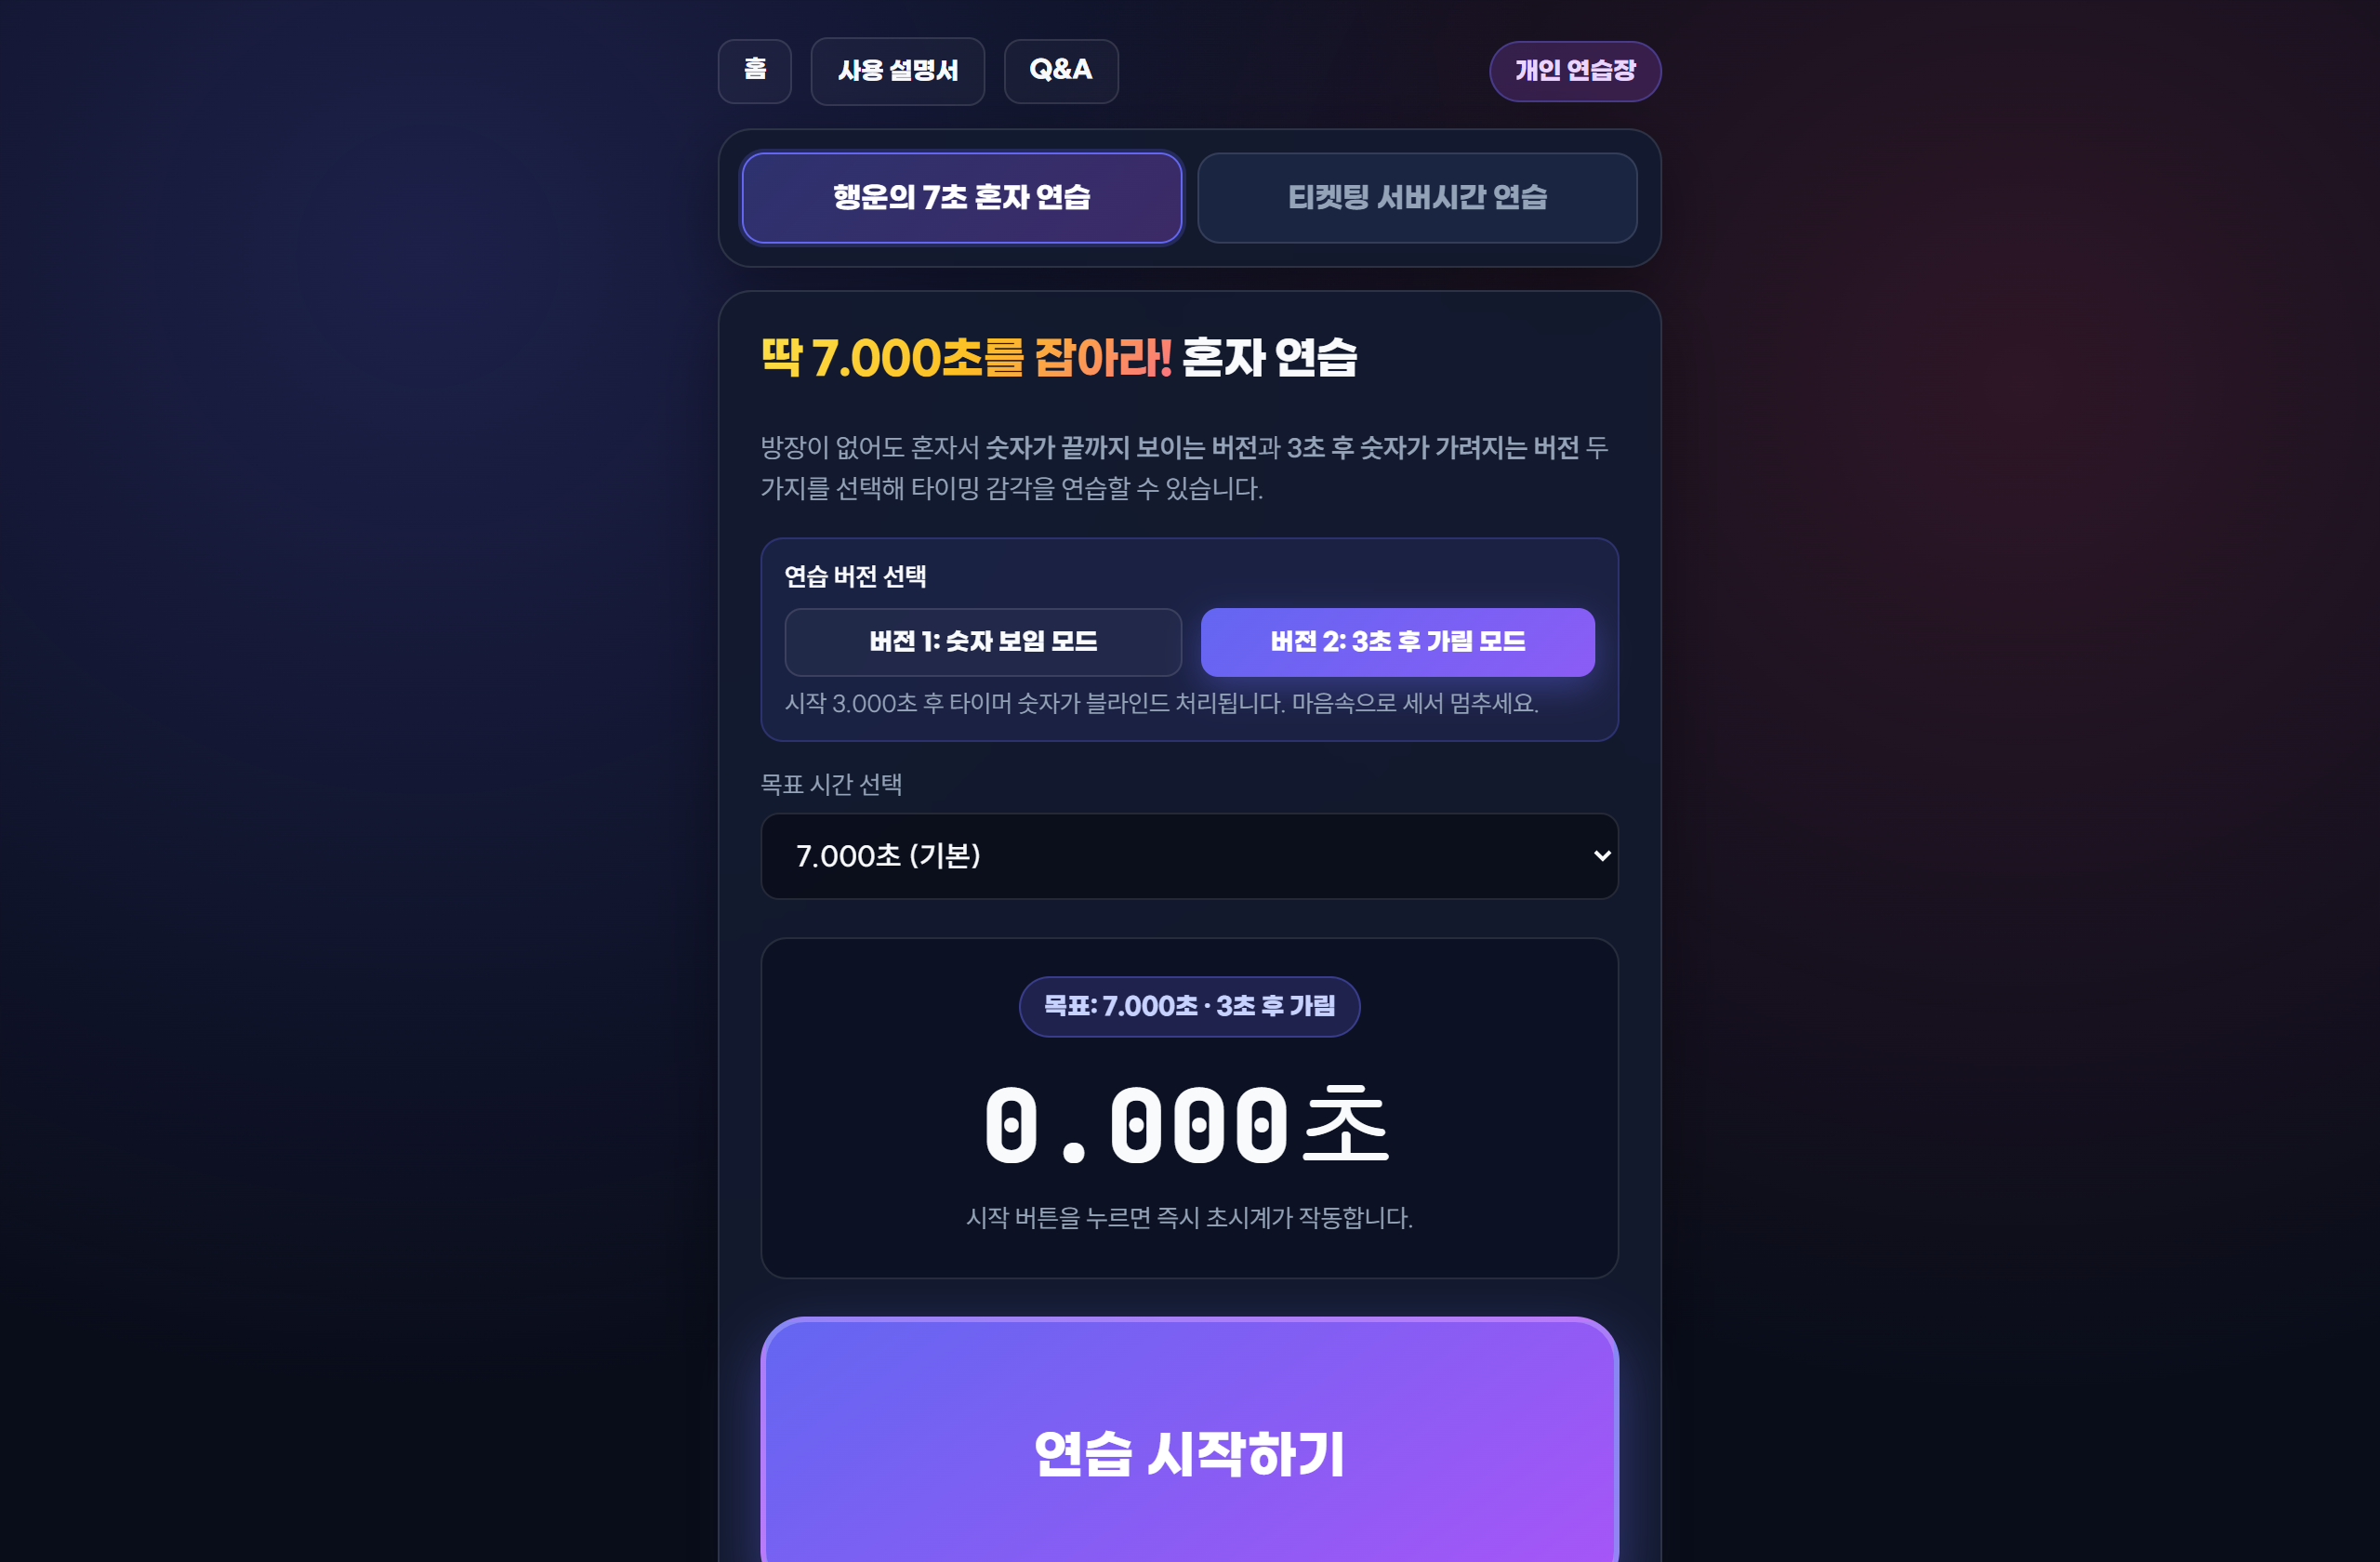 홈
사용 설명서
Q&A
개인 연습장
행운의 7초 혼자 연습
티켓팅 서버시간 연습
딱 7.000초를 잡아라! 혼자 연습
방장이 없어도 혼자서 숫자가 끝까지 보이는 버전과 3초 후 숫자가 가려지는 버전 두
가지를 선택해 타이밍 감각을 연습할 수 있습니다.
연습 버전 선택
버전 1: 숫자 보임 모드
버전 2: 3초 후 가림 모드
시작 3.000초 후 타이머 숫자가 블라인드 처리됩니다. 마음속으로 세서 멈추세요.
목표 시간 선택
7.000초 (기본)
목표: 7.000초 · 3초 후 가림
0.000초
시작 버튼을 누르면 즉시 초시계가 작동합니다.
연습 시작하기